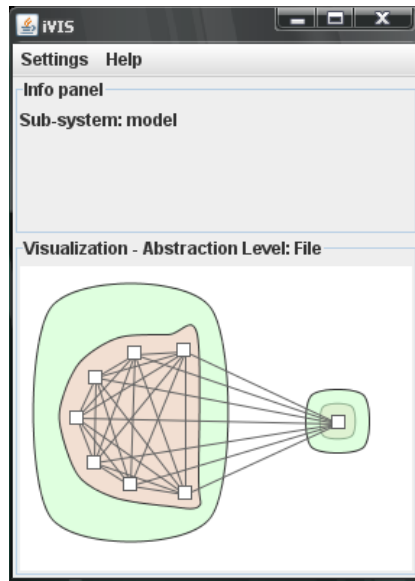 iVIS
Settings Help
Info panel
Sub-system: model
Visualization - Abstraction Level: File